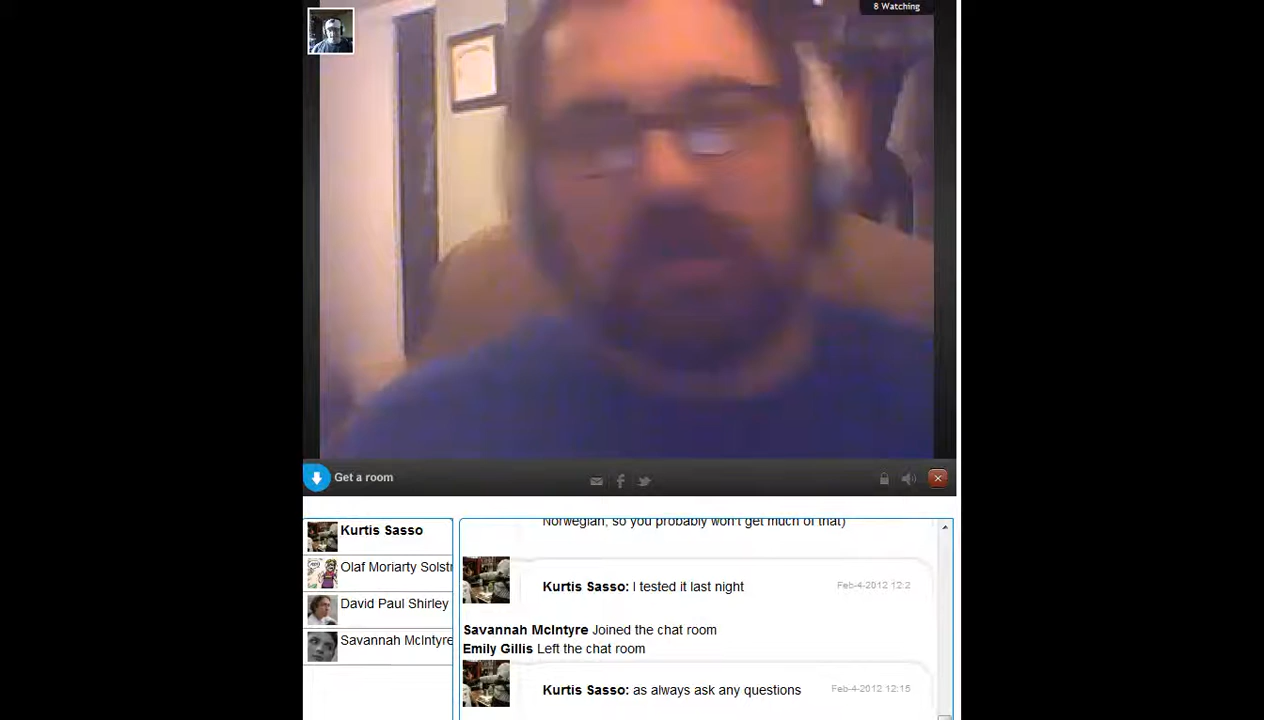 8 Watching
Get a room
Kurtis Sasso
Olaf Moriarty Solstr
David Paul Shirley
Savannah McIntyre
Norwegian, so you probably won't get much of that)
Kurtis Sasso: I tested it last night
Feb-4-2012 12:2
Savannah McIntyre Joined the chat room
Emily Gillis Left the chat room
Kurtis Sasso: as always ask any questions
Feb-4-2012 12:15